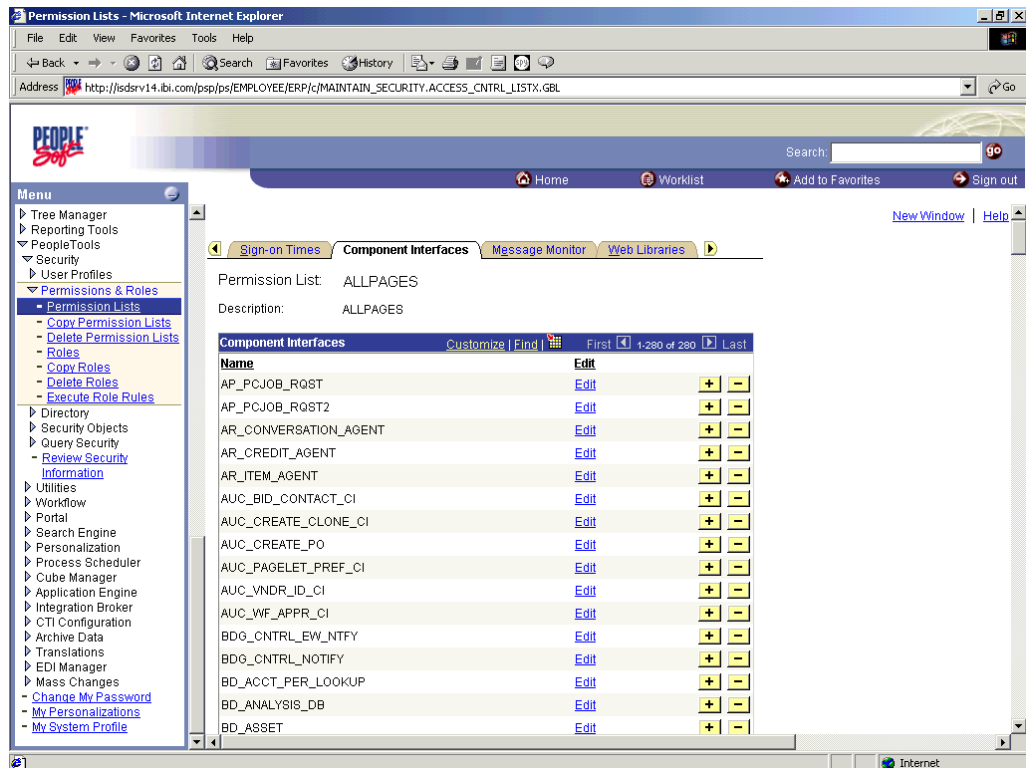 Permission Lists - Microsoft Internet Explorer
File Edit View Favorites Tools Help
Back Search Favorites History
Address http://isdsrv14.ibi.com/psp/ps/EMPLOYEE/ERP/c/MAINTAIN_SECURITY.ACCESS_CNTRL_LISTX.GBL Go
PEOPLE Soft
Search: go
Home Worklist Add to Favorites Sign out
Menu
Tree Manager
Reporting Tools
PeopleTools
Security
User Profiles
Permissions & Roles
Permission Lists
Copy Permission Lists
Delete Permission Lists
Roles
Copy Roles
Delete Roles
Execute Role Rules
Directory
Security Objects
Query Security
Review Security
Information
Utilities
Workflow
Portal
Search Engine
Personalization
Process Scheduler
Cube Manager
Application Engine
Integration Broker
CTI Configuration
Archive Data
Translations
EDI Manager
Mass Changes
Change My Password
My Personalizations
My System Profile
New Window | Help
Sign-on Times Component Interfaces Message Monitor Web Libraries
Permission List: ALLPAGES
Description: ALLPAGES
Component Interfaces Customize | Find | First 1-280 of 280 Last
Name Edit
AP_PCJOB_RQST Edit + -
AP_PCJOB_RQST2 Edit + -
AR_CONVERSATION_AGENT Edit + -
AR_CREDIT_AGENT Edit + -
AR_ITEM_AGENT Edit + -
AUC_BID_CONTACT_CI Edit + -
AUC_CREATE_CLONE_CI Edit + -
AUC_CREATE_PO Edit + -
AUC_PAGELET_PREF_CI Edit + -
AUC_VNDR_ID_CI Edit + -
AUC_WF_APPR_CI Edit + -
BDG_CNTRL_EW_NTFY Edit + -
BDG_CNTRL_NOTIFY Edit + -
BD_ACCT_PER_LOOKUP Edit + -
BD_ANALYSIS_DB Edit + -
BD_ASSET Edit + -
Internet